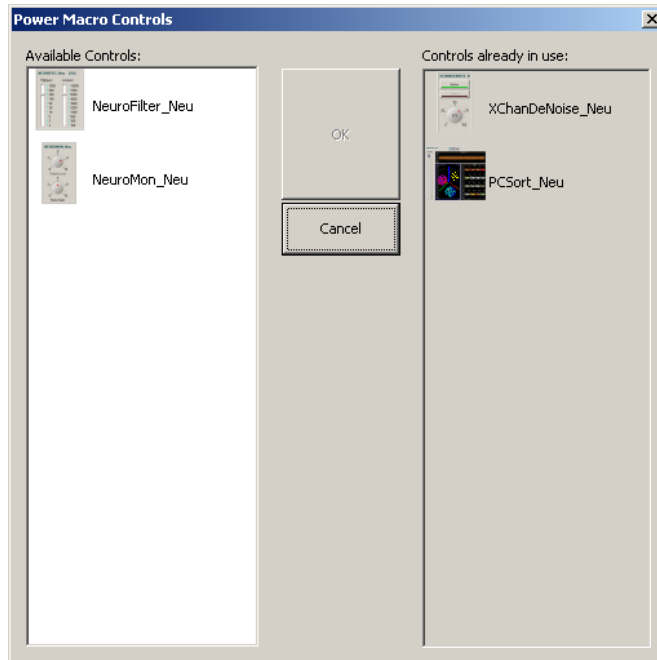 Power Macro Controls
Available Controls:
NeuroFilter_Neu
NeuroMon_Neu
OK
Cancel
Controls already in use:
XChanDeNoise_Neu
PCSort_Neu